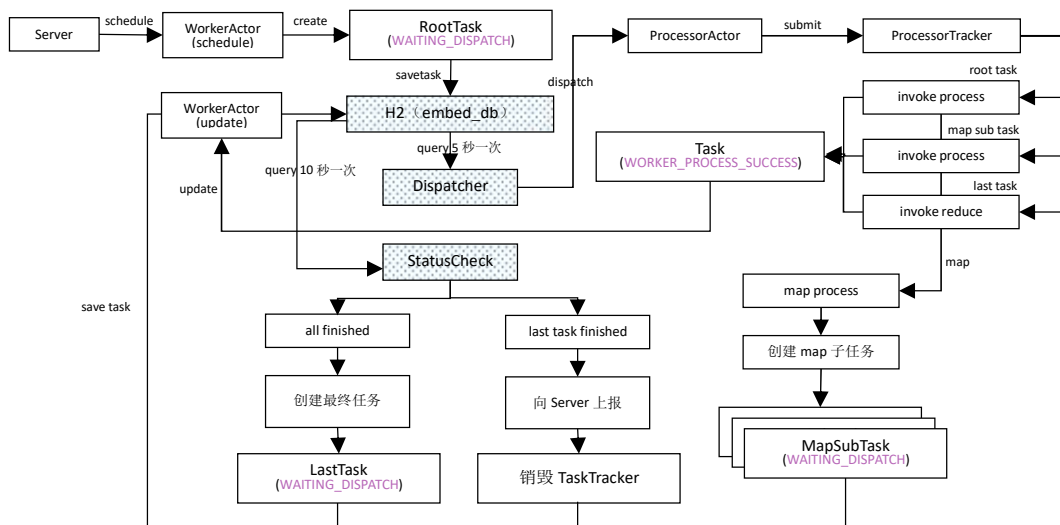 Server
schedule
WorkerActor
(schedule)
create
RootTask
(WAITING_DISPATCH)
ProcessorActor
submit
ProcessorTracker
savetask
dispatch
root task
WorkerActor
(update)
H2（embed_db）
invoke process
map sub task
query 5 秒一次
Task
(WORKER_PROCESS_SUCCESS)
invoke process
query 10 秒一次
Dispatcher
update
last task
invoke reduce
StatusCheck
map
map process
save task
all finished
last task finished
创建 map 子任务
创建最终任务
向 Server 上报
MapSubTask
(WAITING_DISPATCH)
LastTask
(WAITING_DISPATCH)
销毁 TaskTracker